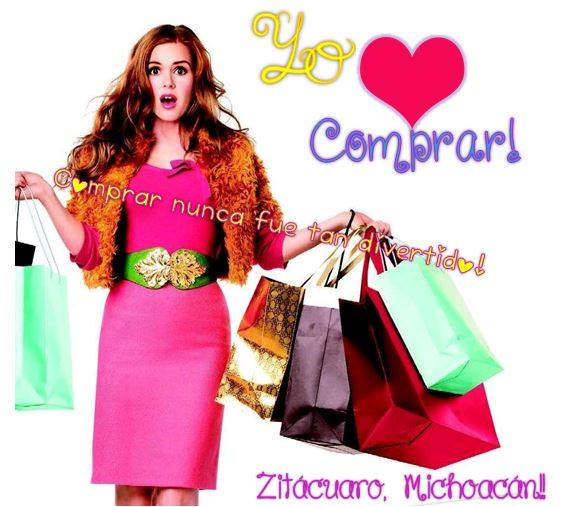 Yo
Comprar!
Comprar nunca fue tan divertido!
Zitácuaro, Michoacán!!